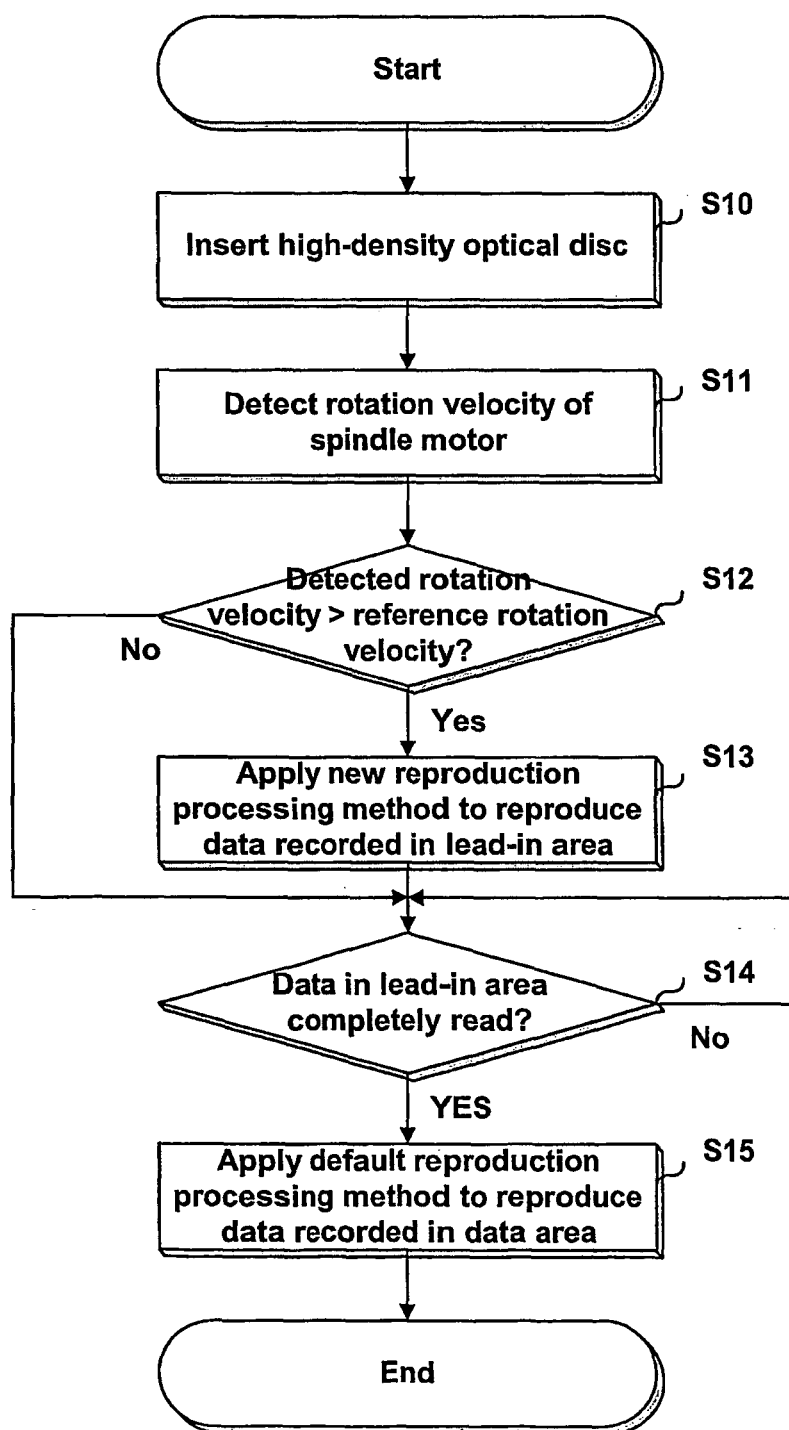 Start
S10
Insert high-density optical disc
S11
Detect rotation velocity of
spindle motor
S12
Detected rotation
velocity > reference rotation
velocity?
No
Yes
S13
Apply new reproduction
processing method to reproduce
data recorded in lead-in area
S14
Data in lead-in area
completely read?
No
YES
S15
Apply default reproduction
processing method to reproduce
data recorded in data area
End